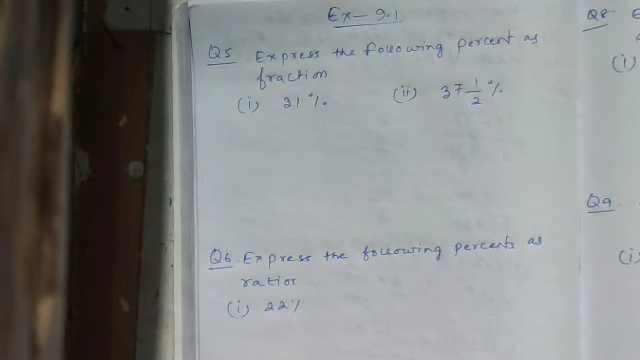 Ex-9.1
Q5 Express the following percent as
fraction
(i) 31% (ii) 37 1/2 %
Q6. Express the following percents as
ratios
(i) 22%
Q8
(i)
Q9.
(i)